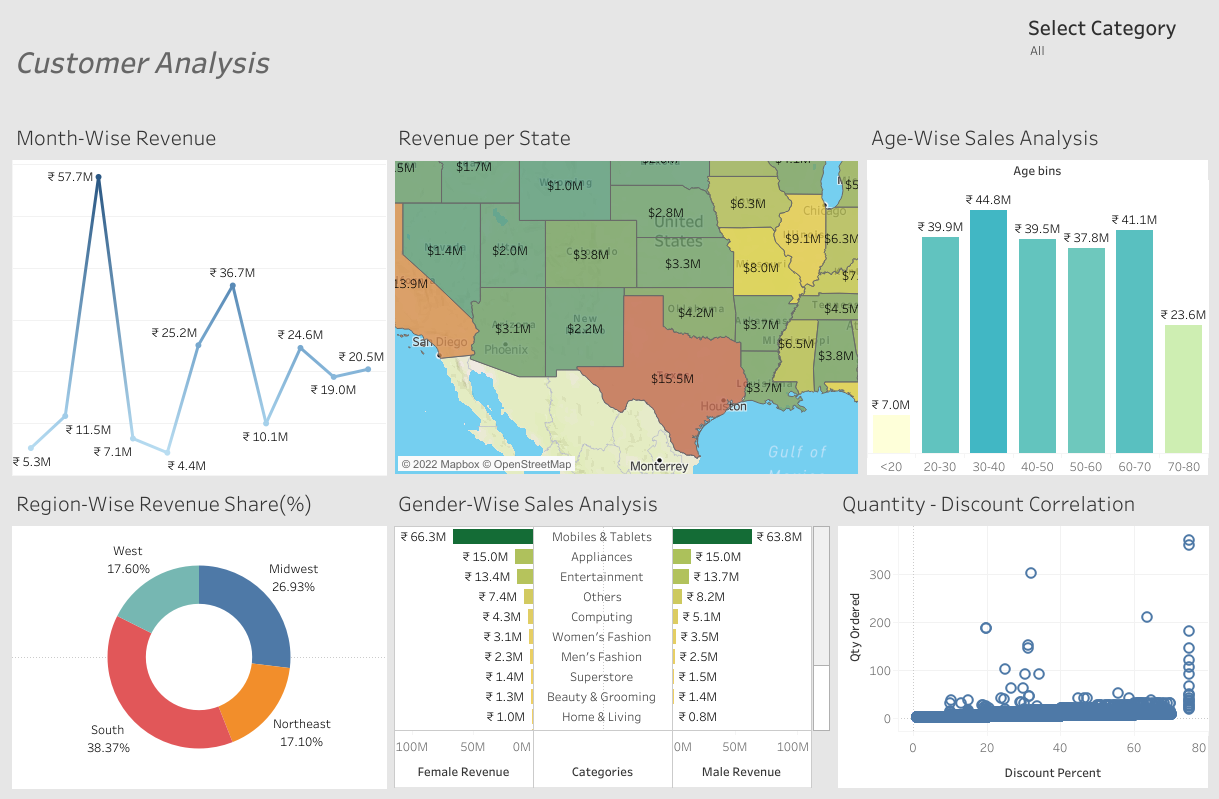 Customer Analysis
Select Category
All
Month-Wise Revenue
₹ 57.7M
₹ 36.7M
₹ 25.2M
₹ 24.6M
₹ 20.5M
₹ 19.0M
₹ 11.5M
₹ 10.1M
₹ 7.1M
₹ 5.3M
₹ 4.4M
Revenue per State
$1.7M
$1.0M
$2.8M
United
States
$6.3M
Chicago
$1.4M
$2.0M
Colorado
$3.8M
$3.3M
$8.0M
$9.1M
$6.3M
13.9M
Oklahoma
$4.2M
$3.1M
New
$2.2M
$3.7M
$4.5M
San Diego
Phoenix
$6.5M
$3.8M
$15.5M
$3.7M
Houston
Gulf of
Monterrey
© 2022 Mapbox © OpenStreetMap
Age-Wise Sales Analysis
Age bins
₹ 7.0M
₹ 39.9M
₹ 44.8M
₹ 39.5M
₹ 37.8M
₹ 41.1M
₹ 23.6M
<20 20-30 30-40 40-50 50-60 60-70 70-80
Region-Wise Revenue Share(%)
West
17.60%
Midwest
26.93%
South
38.37%
Northeast
17.10%
Gender-Wise Sales Analysis
₹ 66.3M Mobiles & Tablets ₹ 63.8M
₹ 15.0M Appliances ₹ 15.0M
₹ 13.4M Entertainment ₹ 13.7M
₹ 7.4M Others ₹ 8.2M
₹ 4.3M Computing ₹ 5.1M
₹ 3.1M Women's Fashion ₹ 3.5M
₹ 2.3M Men's Fashion ₹ 2.5M
₹ 1.4M Superstore ₹ 1.5M
₹ 1.3M Beauty & Grooming ₹ 1.4M
₹ 1.0M Home & Living ₹ 0.8M
100M 50M 0M 0M 50M 100M
Female Revenue Categories Male Revenue
Quantity - Discount Correlation
Qty Ordered
300
200
100
0
0 20 40 60 80
Discount Percent